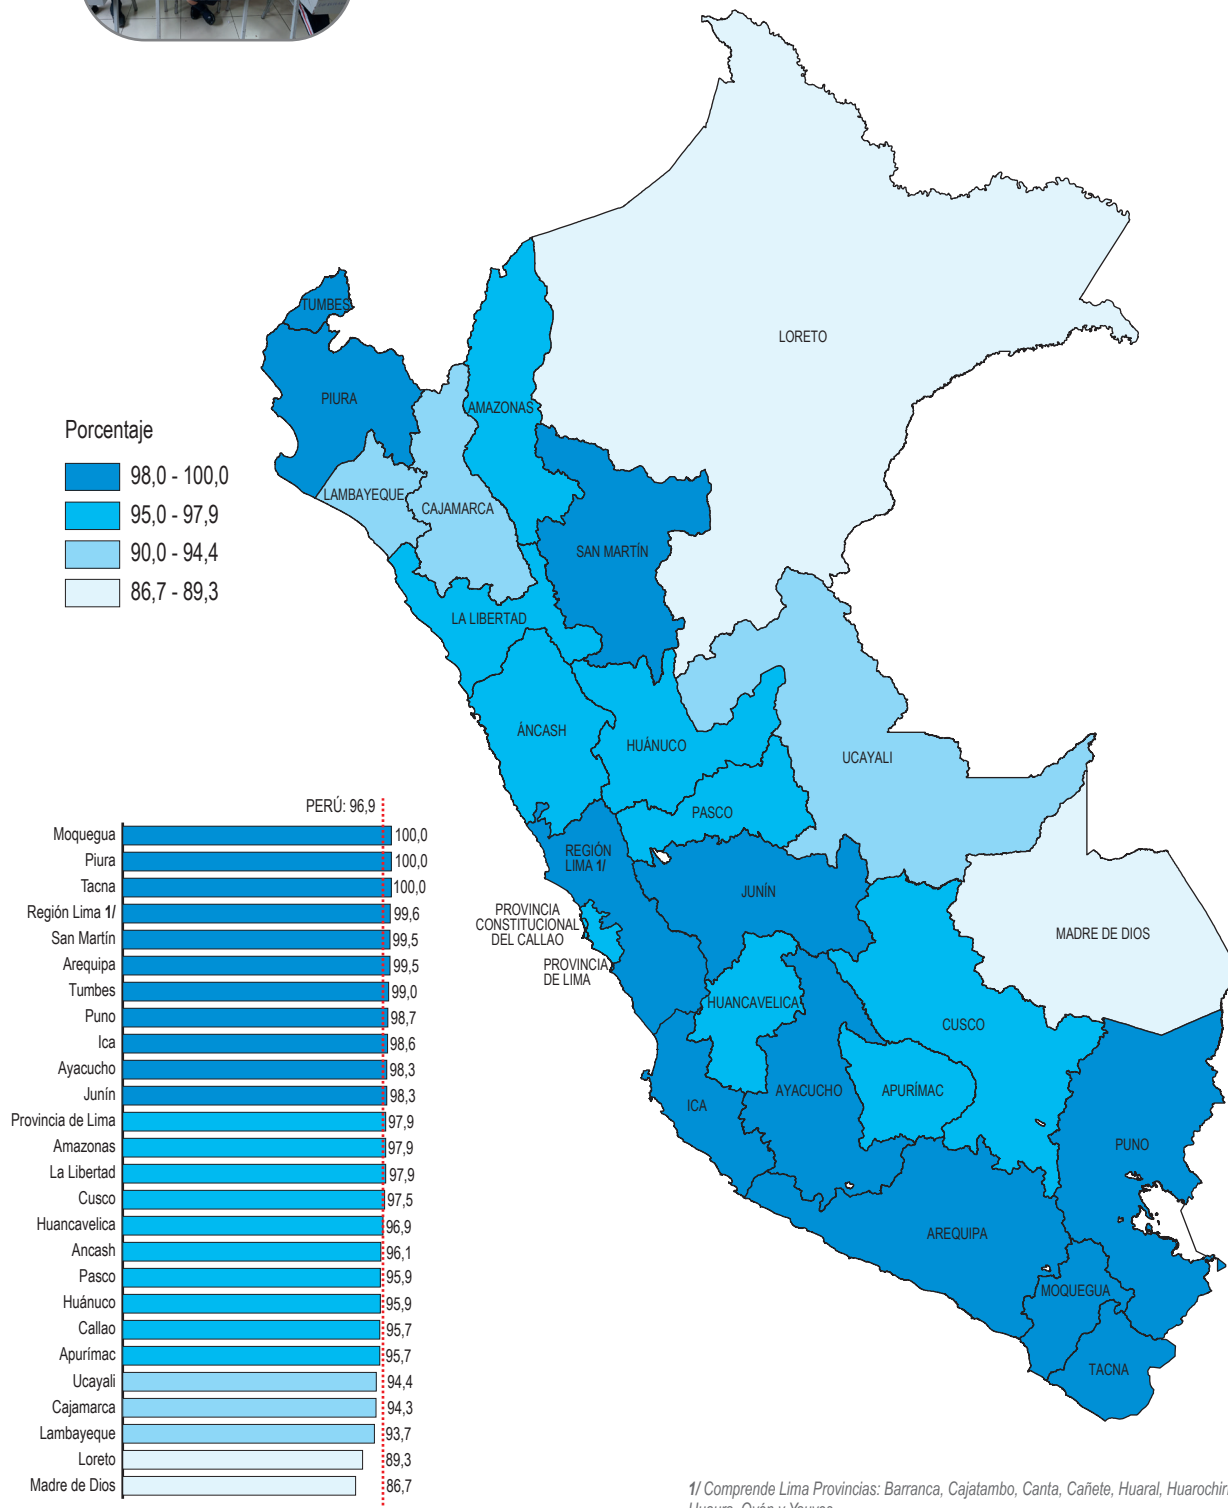 TUMBES
PIURA
LORETO
AMAZONAS
LAMBAYEQUE
CAJAMARCA
SAN MARTÍN
LA LIBERTAD
ÁNCASH
HUÁNUCO
UCAYALI
PASCO
REGIÓN
LIMA 1/
JUNÍN
PROVINCIA
CONSTITUCIONAL
DEL CALLAO
PROVINCIA
DE LIMA
MADRE DE DIOS
HUANCAVELICA
CUSCO
AYACUCHO
APURÍMAC
ICA
PUNO
AREQUIPA
MOQUEGUA
TACNA
Porcentaje
98,0 - 100,0
95,0 - 97,9
90,0 - 94,4
86,7 - 89,3
PERÚ: 96,9
Moquegua 100,0
Piura 100,0
Tacna 100,0
Región Lima 1/ 99,6
San Martín 99,5
Arequipa 99,5
Tumbes 99,0
Puno 98,7
Ica 98,6
Ayacucho 98,3
Junín 98,3
Provincia de Lima 97,9
Amazonas 97,9
La Libertad 97,9
Cusco 97,5
Huancavelica 96,9
Ancash 96,1
Pasco 95,9
Huánuco 95,9
Callao 95,7
Apurímac 95,7
Ucayali 94,4
Cajamarca 94,3
Lambayeque 93,7
Loreto 89,3
Madre de Dios 86,7
1/ Comprende Lima Provincias: Barranca, Cajatambo, Canta, Cañete, Huaral, Huarochirí